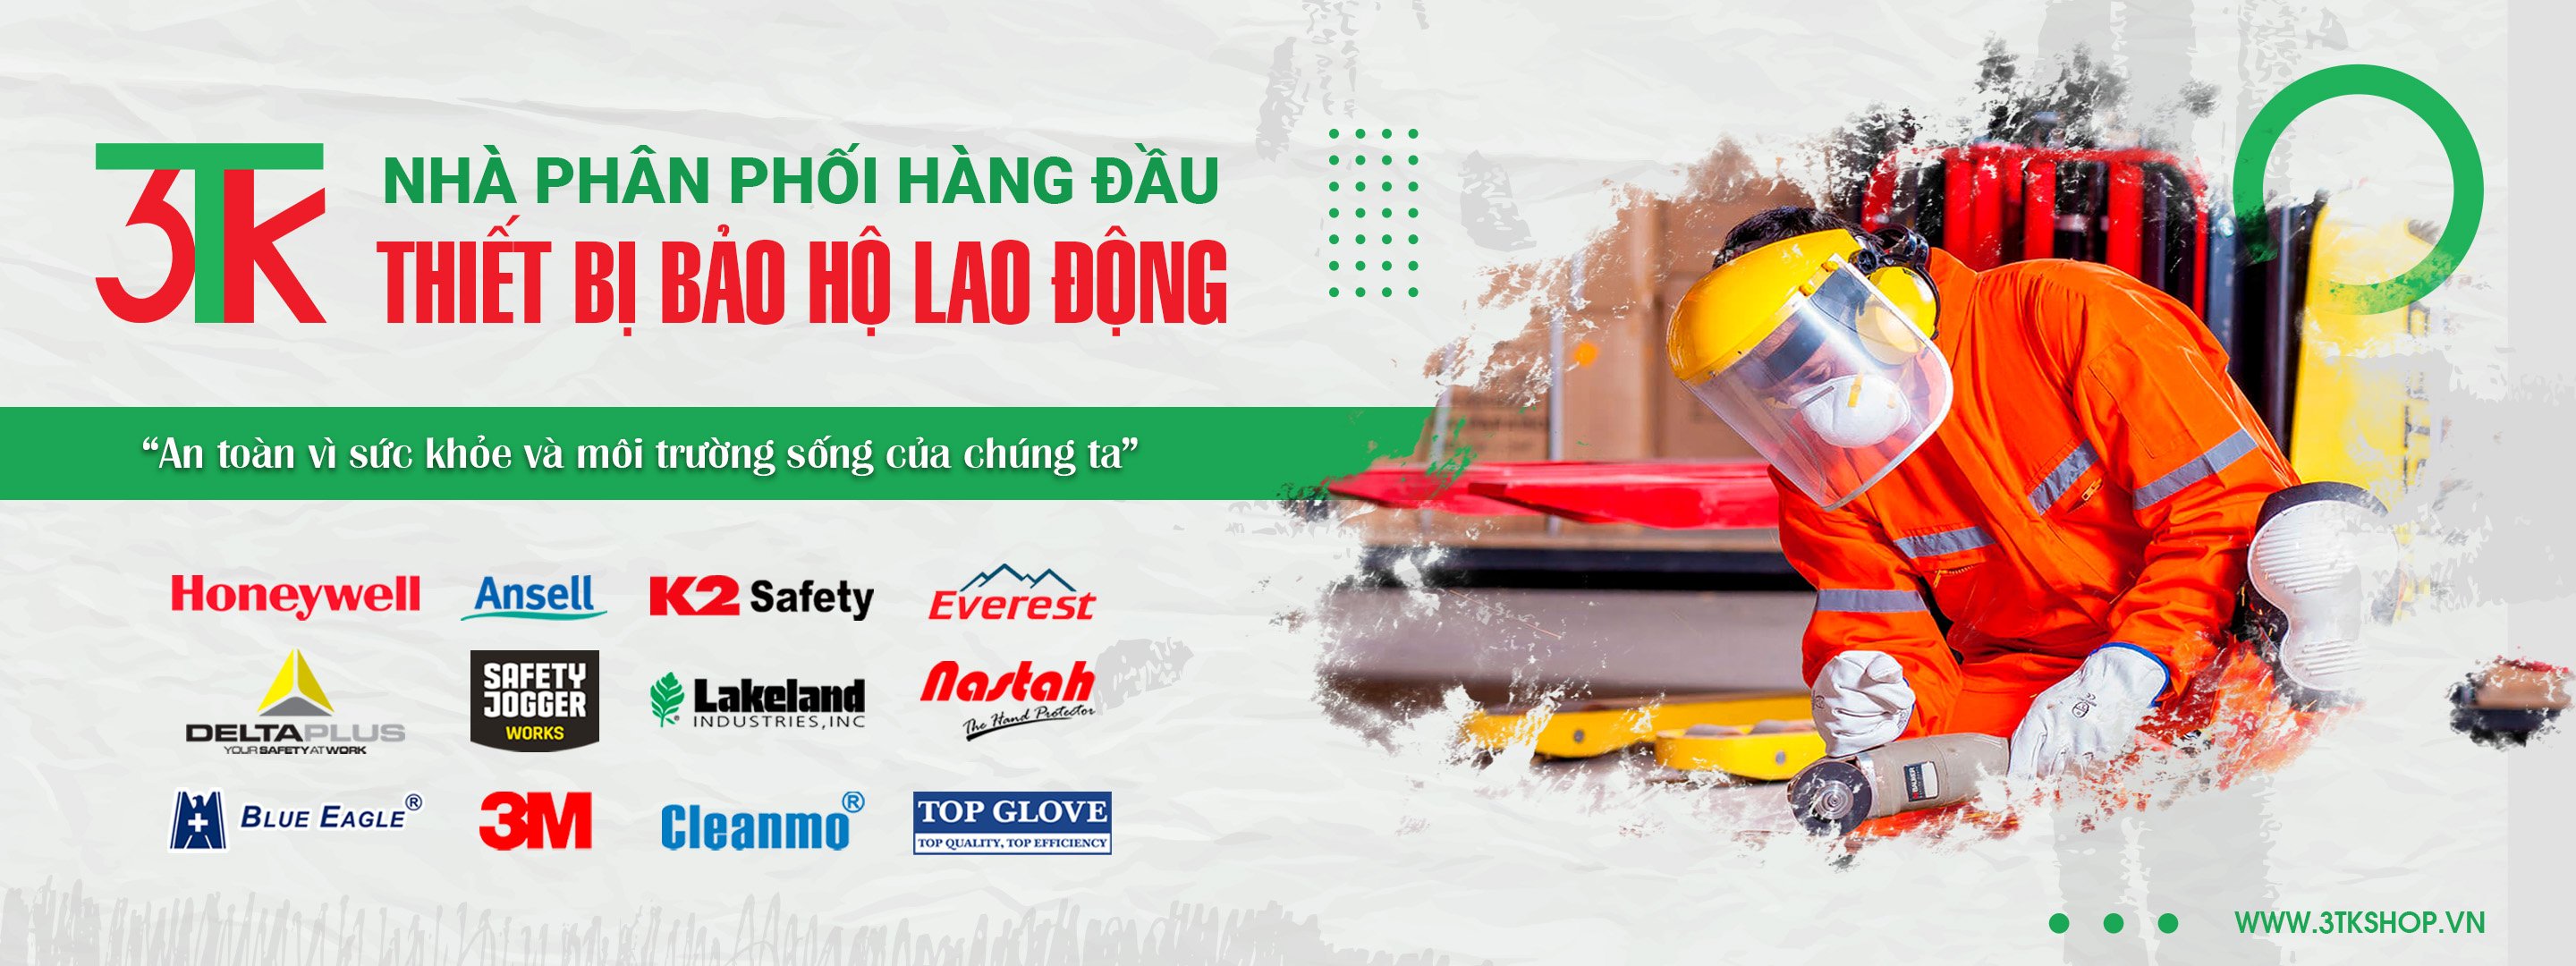 3TK
NHÀ PHÂN PHỐI HÀNG ĐẦU
THIẾT BỊ BẢO HỘ LAO ĐỘNG
“An toàn vì sức khỏe và môi trường sống của chúng ta”
Honeywell
Ansell
K2 Safety
Everest
DELTAPLUS
YOUR SAFETY AT WORK
SAFETY
JOGGER
WORKS
Lakeland
INDUSTRIES, INC
Nastah
The Hand Protector
BLUE EAGLE®
3M
Cleanmo®
TOP GLOVE
TOP QUALITY, TOP EFFICIENCY
WWW.3TKSHOP.VN